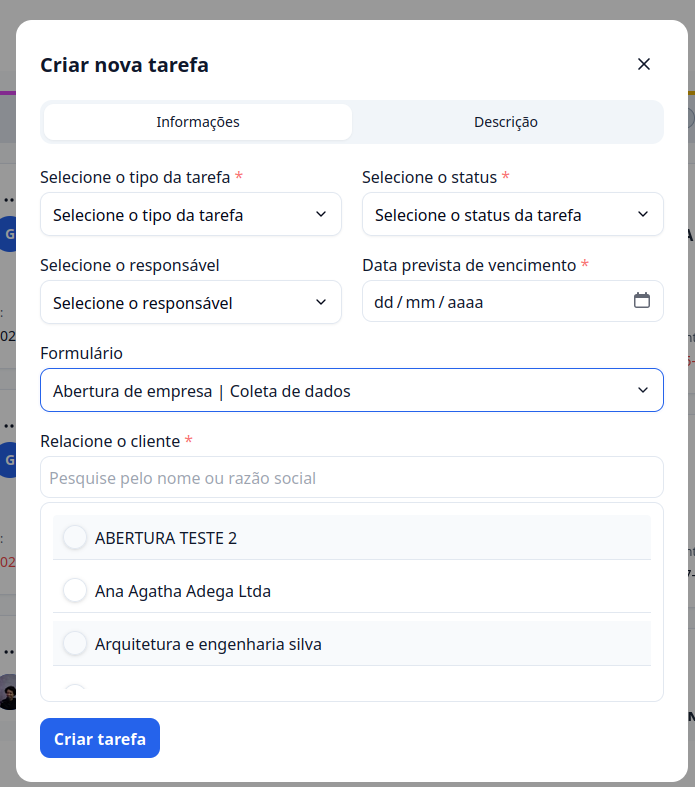 Criar nova tarefa
Informações Descrição
Selecione o tipo da tarefa * Selecione o status *
Selecione o tipo da tarefa Selecione o status da tarefa
Selecione o responsável Data prevista de vencimento *
Selecione o responsável dd/mm/aaaa
Formulário
Abertura de empresa | Coleta de dados
Relacione o cliente *
Pesquise pelo nome ou razão social
ABERTURA TESTE 2
Ana Agatha Adega Ltda
Arquitetura e engenharia silva
Criar tarefa